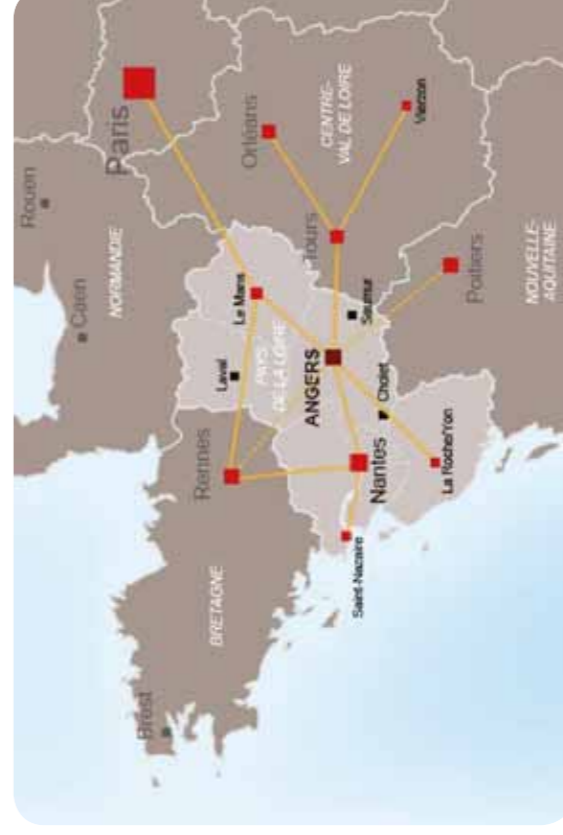 Rouen
Caen
NORMANDIE
Paris
Brest
BRETAGNE
Rennes
Laval
Le Mans
Orléans
CENTRE-
VAL DE LOIRE
PAYS
DE LA LOIRE
ANGERS
Tours
Vierzon
Saumur
Saint-Nazaire
Nantes
Cholet
La Roche/Yon
Poitiers
NOUVELLE-
AQUITAINE